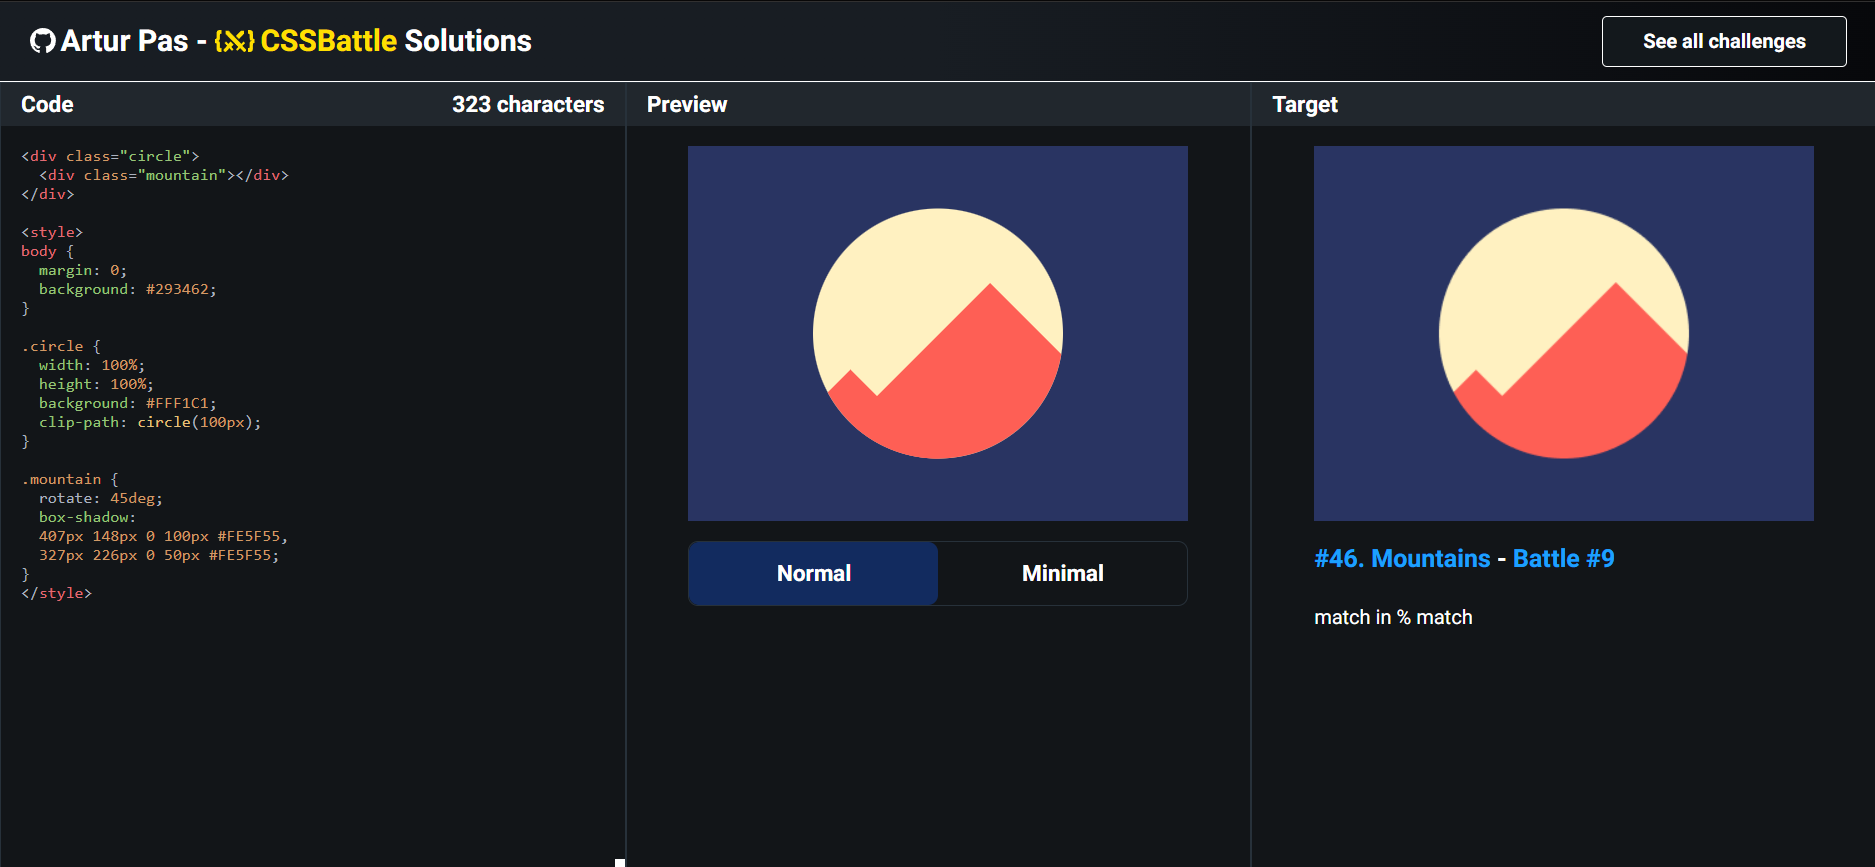 Artur Pas - {X} CSSBattle Solutions
See all challenges
Code
323 characters
Preview
Target
<div class="circle">
  <div class="mountain"></div>
</div>
<style>
body {
  margin: 0;
  background: #293462;
}
.circle {
  width: 100%;
  height: 100%;
  background: #FFF1C1;
  clip-path: circle(100px);
}
.mountain {
  rotate: 45deg;
  box-shadow:
  407px 148px 0 100px #FE5F55,
  327px 226px 0 50px #FE5F55;
}
</style>
Normal
Minimal
#46. Mountains - Battle #9
match in % match